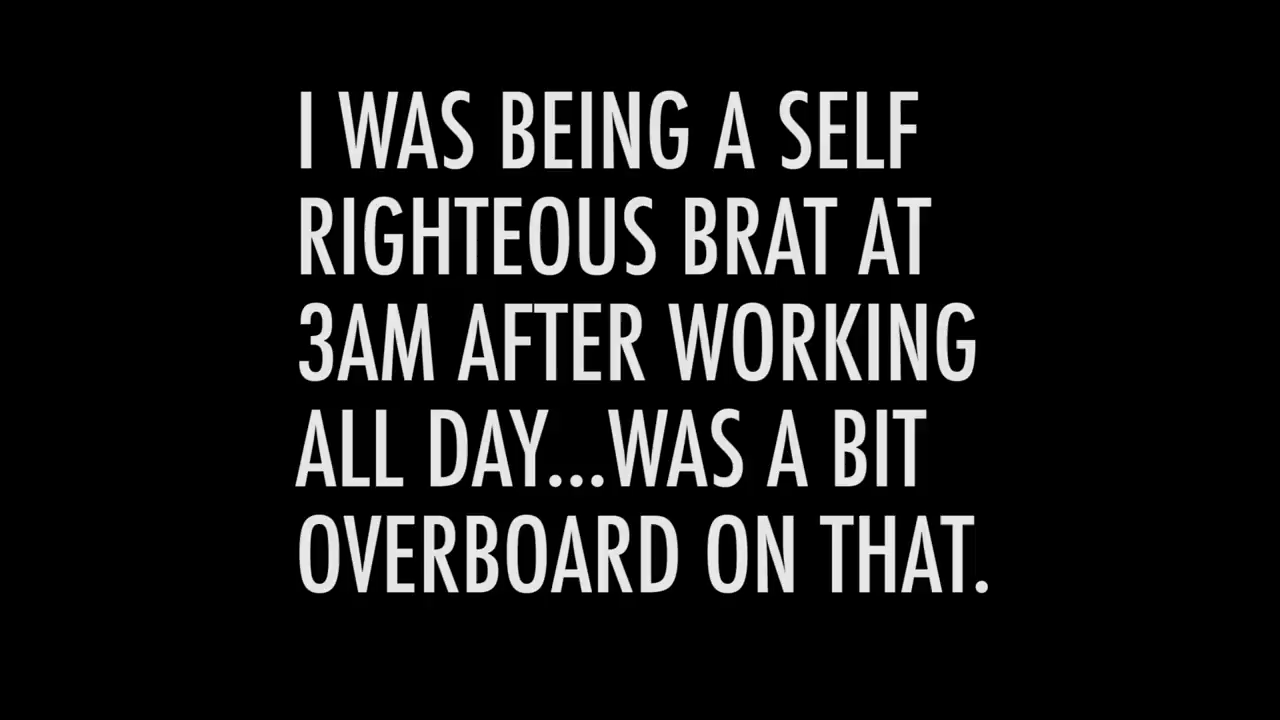 I WAS BEING A SELF
RIGHTEOUS BRAT AT
3AM AFTER WORKING
ALL DAY...WAS A BIT
OVERBOARD ON THAT.